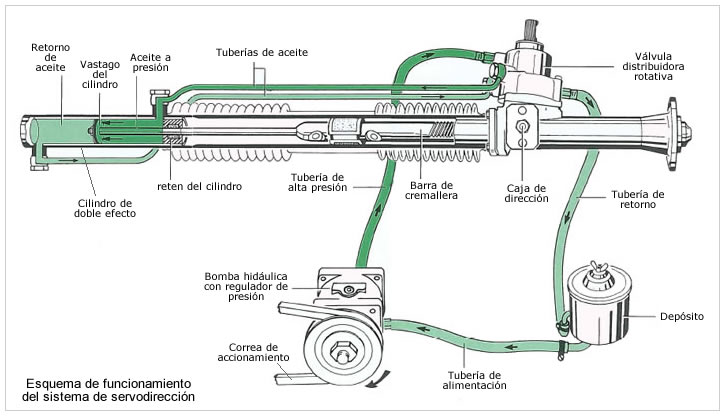 Retorno
de aceite
Vastago
del
cilindro
Aceite a
presión
Tuberías de aceite
Válvula
distribuidora
rotativa
Cilindro de
doble efecto
reten del cilindro
Tubería de
alta presión
Barra de
cremallera
Caja de
dirección
Tubería de
retorno
Bomba hidáulica
con regulador de
presión
Depósito
Correa de
accionamiento
Tubería de
alimentación
Esquema de funcionamiento
del sistema de servodirección